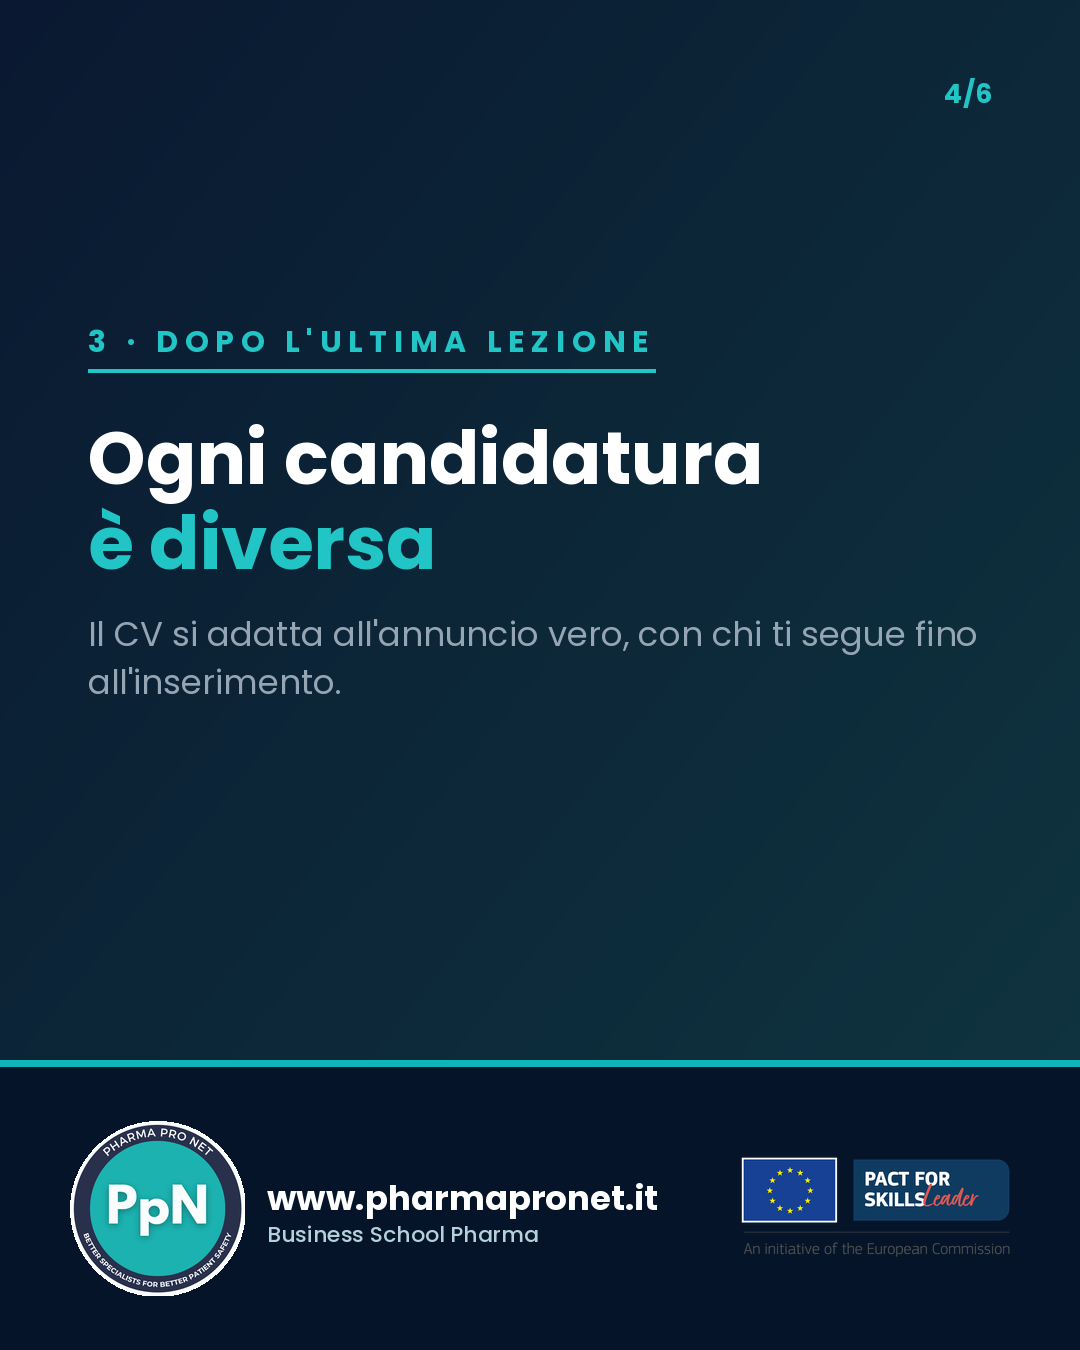 4/6
3 · DOPO L'ULTIMA LEZIONE
Ogni candidatura
è diversa
Il CV si adatta all'annuncio vero, con chi ti segue fino
all'inserimento.
PHARMA PRO NET
PpN
BETTER SPECIALISTS FOR BETTER PATIENT SAFETY
www.pharmapronet.it
Business School Pharma
PACT FOR
SKILLS Leader
An initiative of the European Commission